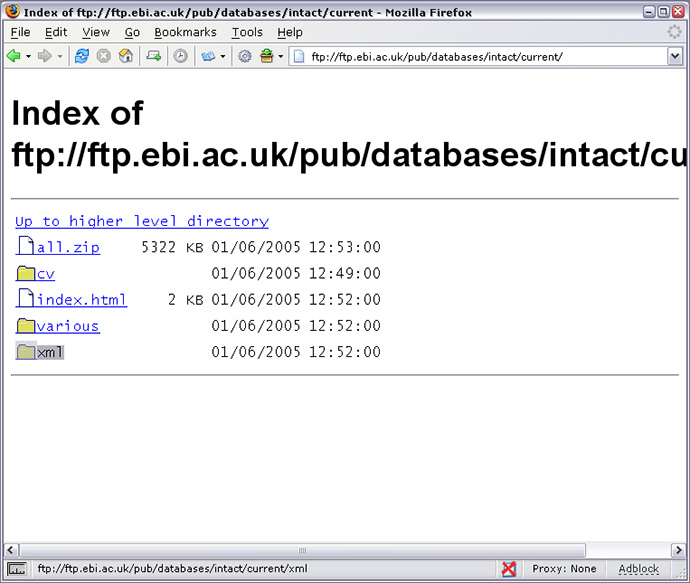 Index of ftp://ftp.ebi.ac.uk/pub/databases/intact/current - Mozilla Firefox
File Edit View Go Bookmarks Tools Help
ftp://ftp.ebi.ac.uk/pub/databases/intact/current/
Index of
ftp://ftp.ebi.ac.uk/pub/databases/intact/cu
Up to higher level directory
all.zip 5322 KB 01/06/2005 12:53:00
cv 01/06/2005 12:49:00
index.html 2 KB 01/06/2005 12:52:00
various 01/06/2005 12:52:00
xml 01/06/2005 12:52:00
ftp://ftp.ebi.ac.uk/pub/databases/intact/current/xml Proxy: None Adblock